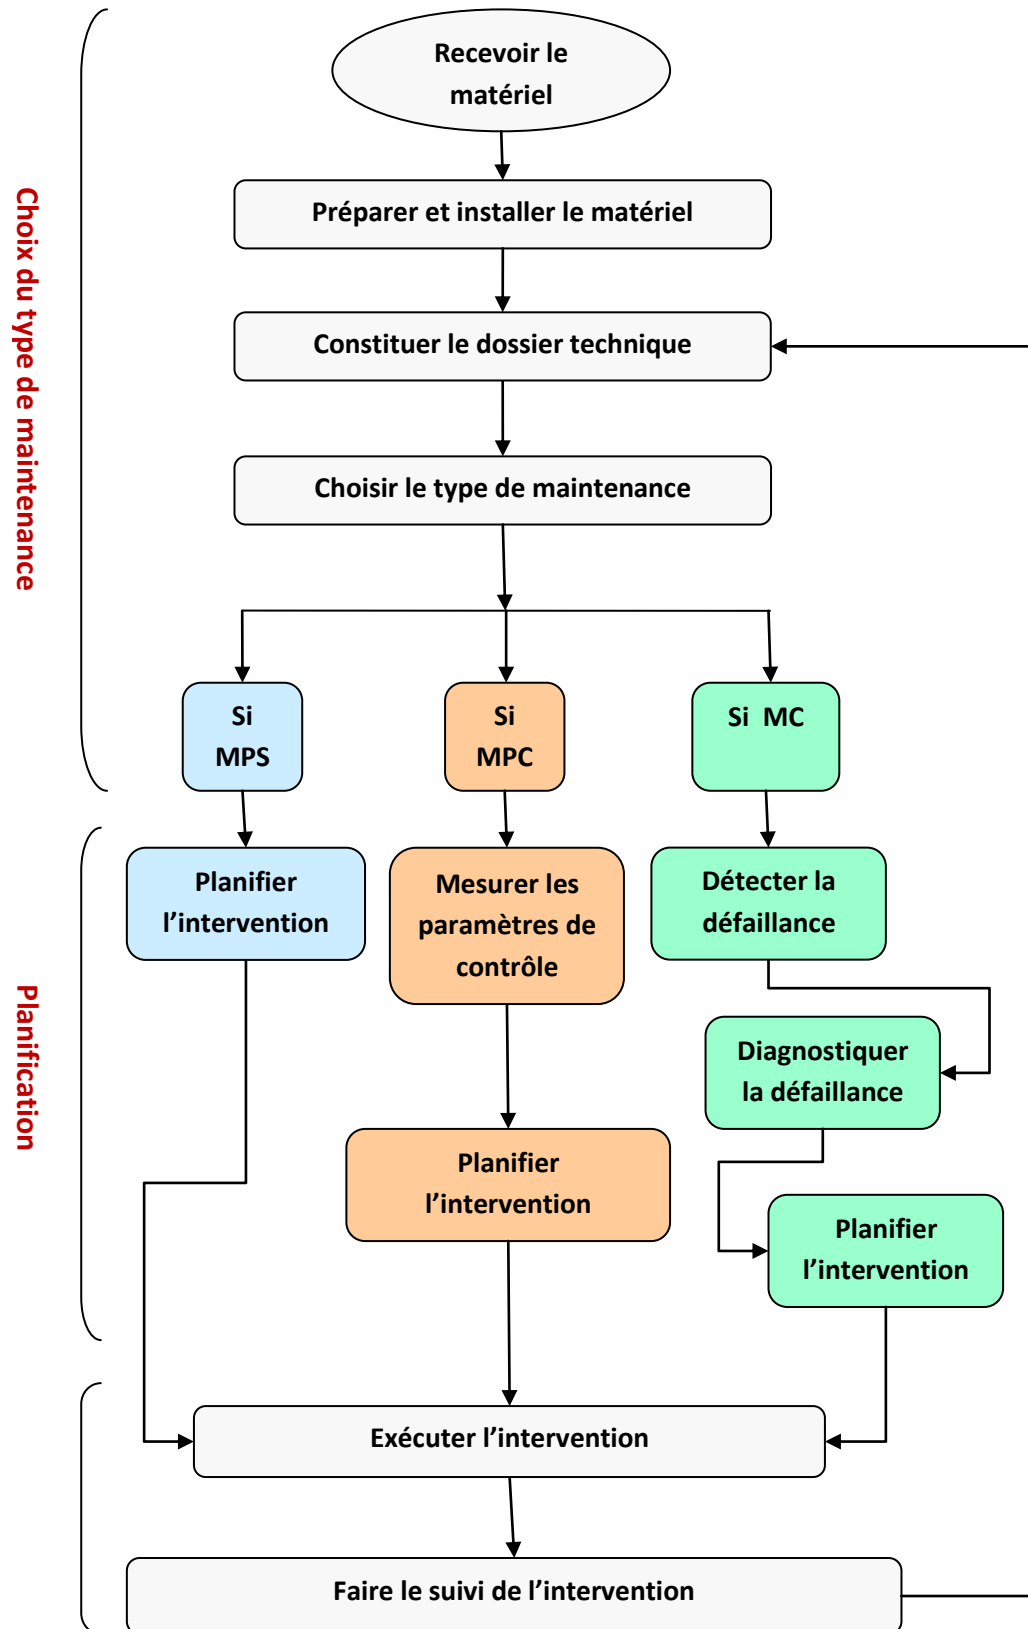 Recevoir le
matériel
Préparer et installer le matériel
Constituer le dossier technique
Choisir le type de maintenance
Choix du type de maintenance
Si
MPS
Si
MPC
Si  MC
Planifier
l’intervention
Mesurer les
paramètres de
contrôle
Détecter la
défaillance
Diagnostiquer
la défaillance
Planification
Planifier
l’intervention
Planifier
l’intervention
Exécuter l’intervention
Faire le suivi de l’intervention